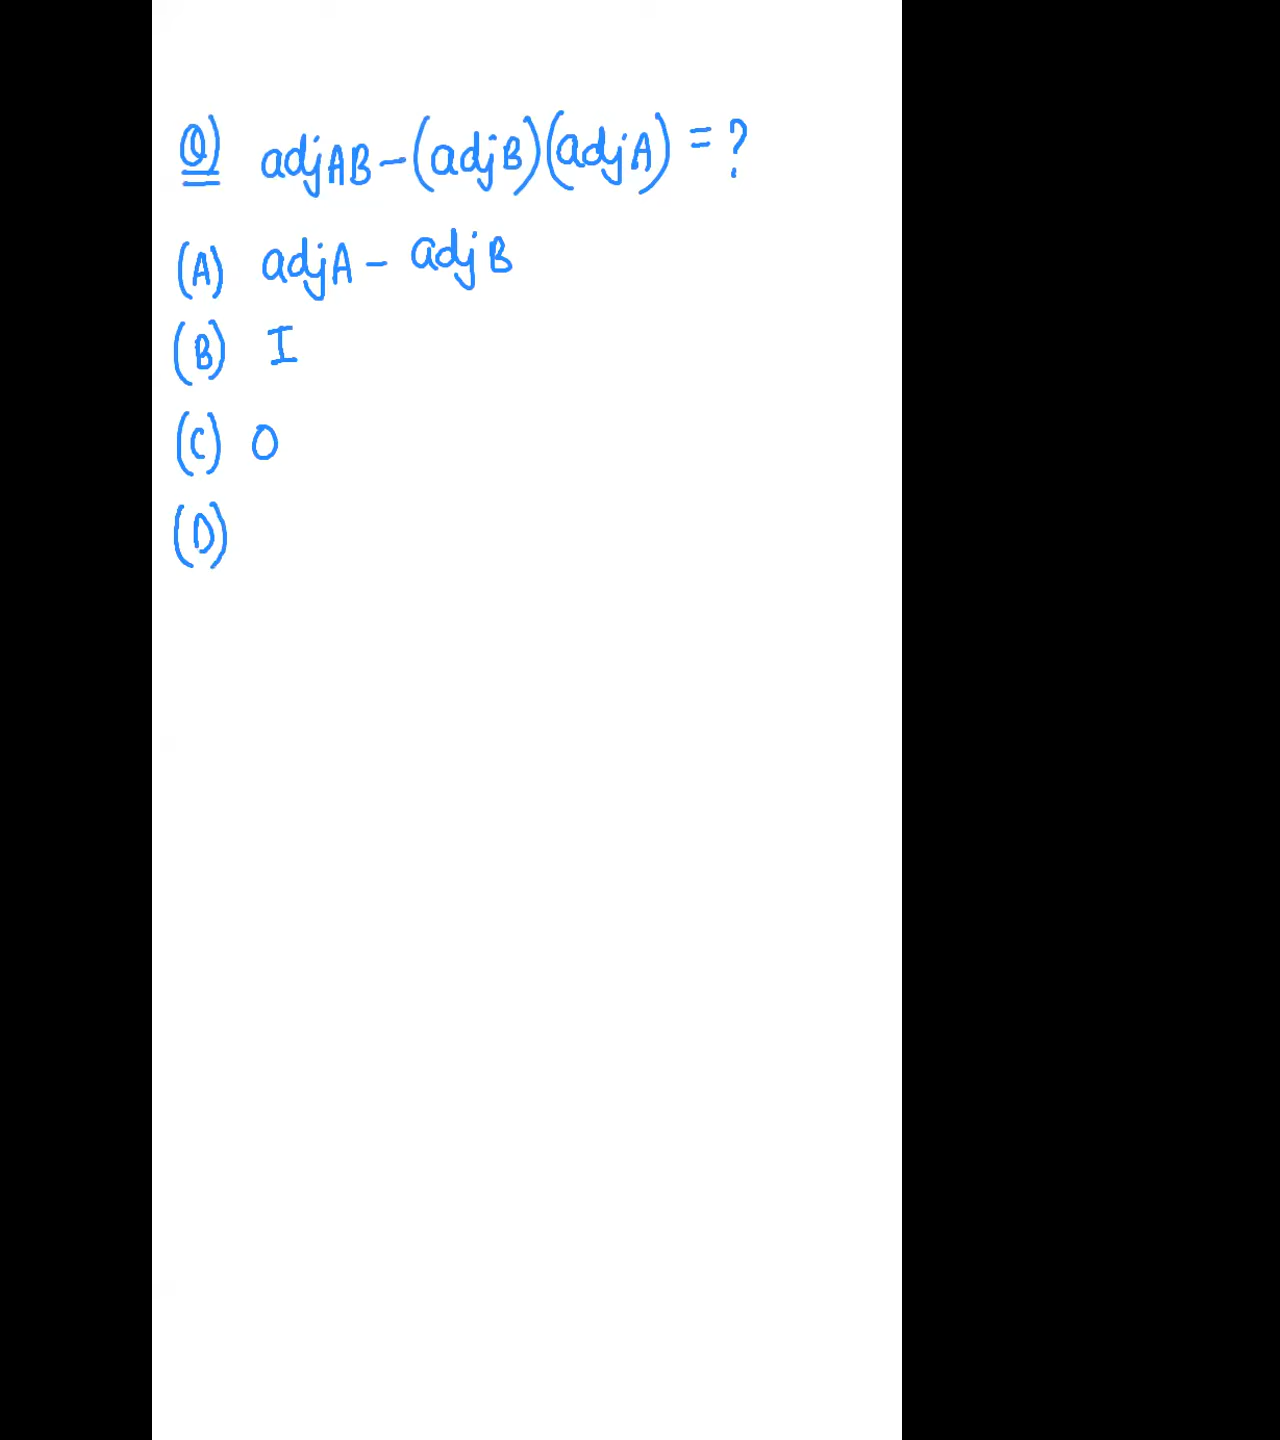 Q) adjAB-(adjB)(adjA) = ?
(A) adjA - adjB
(B) I
(C) O
(D)